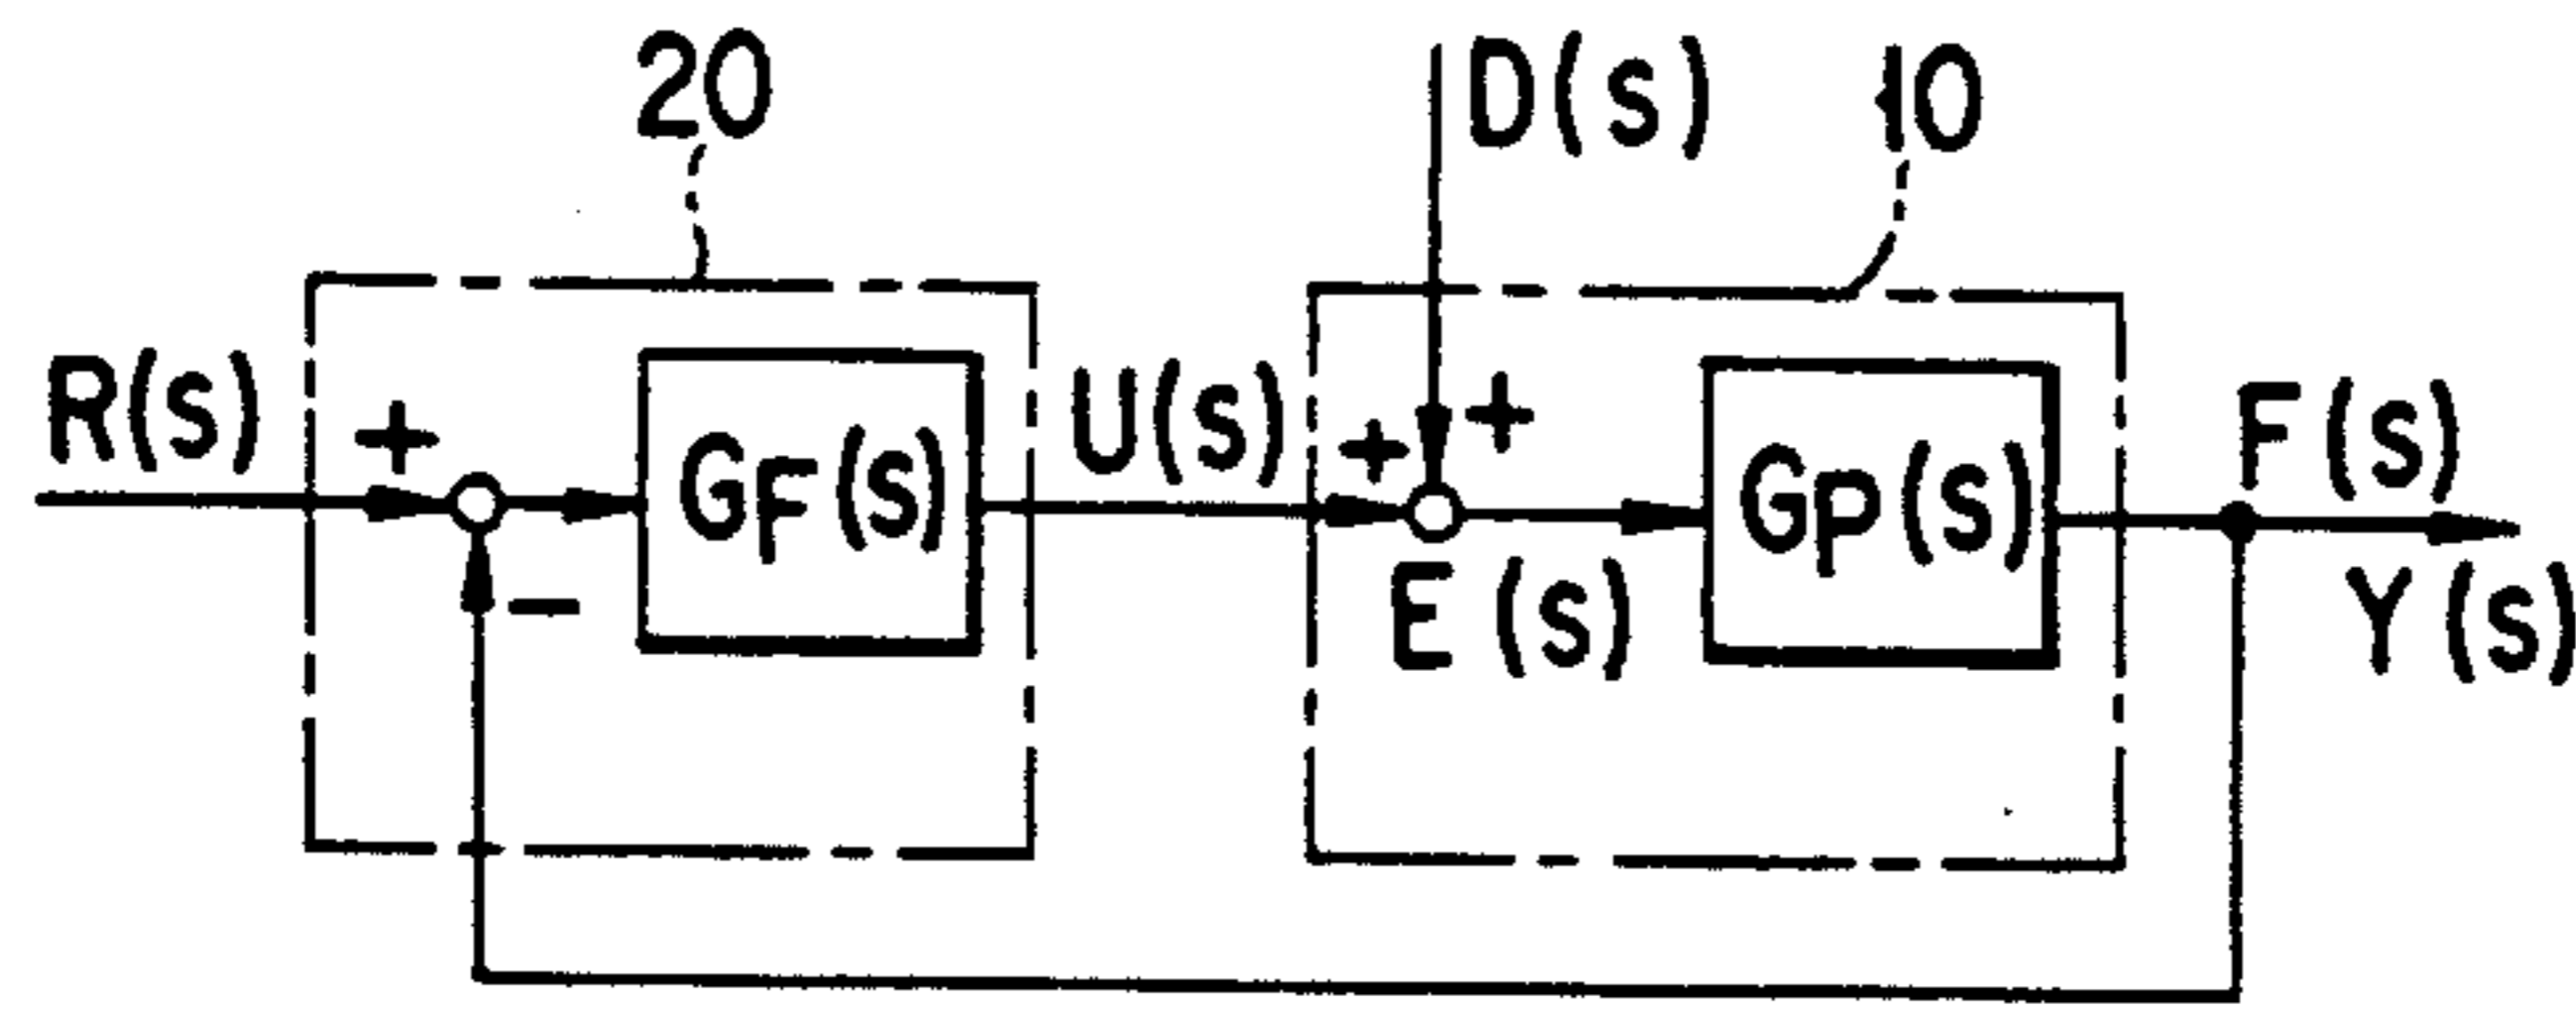 20
D(s)
10
R(s)
+
GF(s)
U(s)
+
+
GP(s)
F(s)
−
E(s)
Y(s)